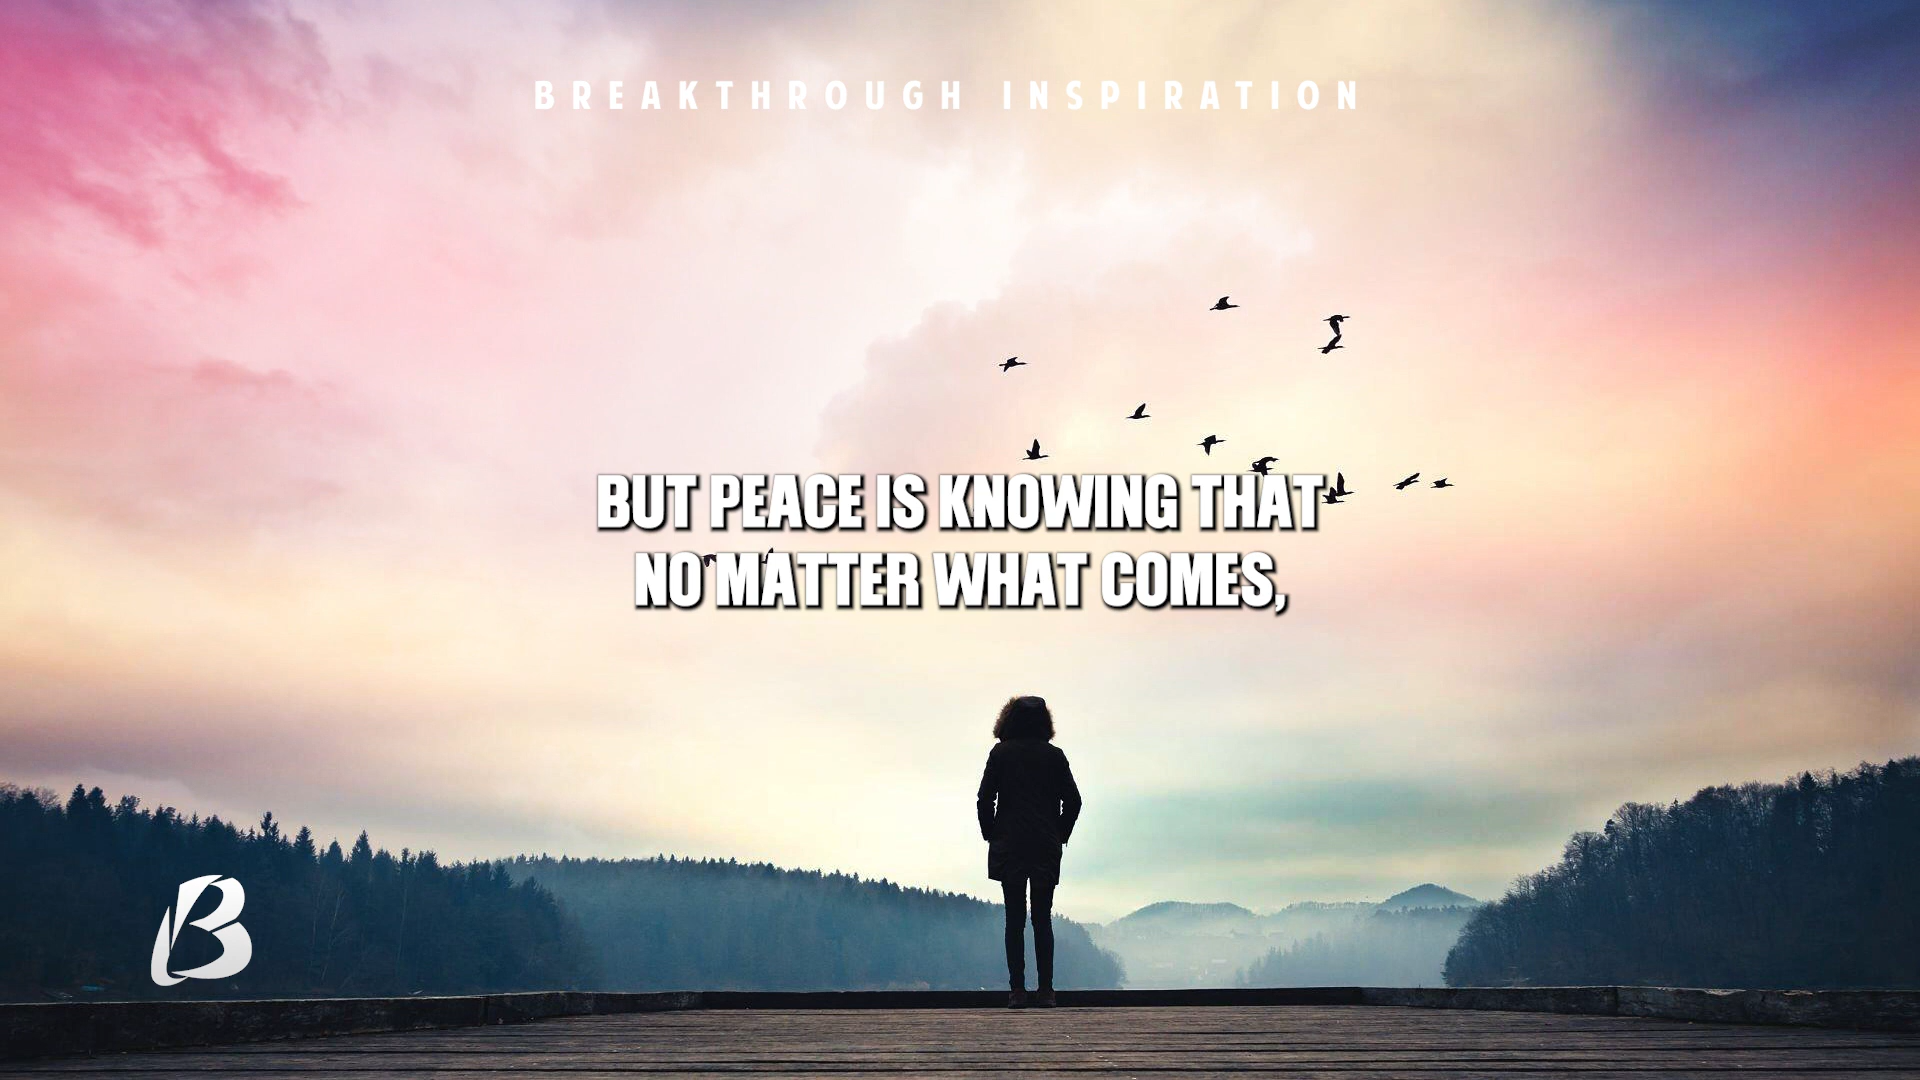 BREAKTHROUGH INSPIRATION
BUT PEACE IS KNOWING THAT
NO MATTER WHAT COMES,
B